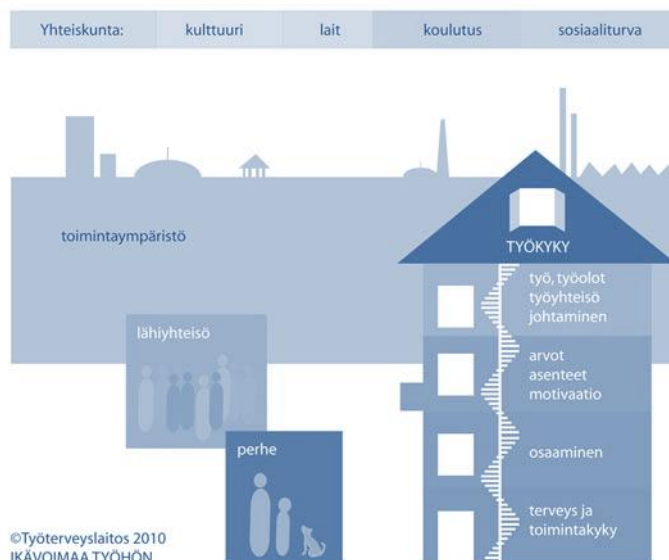 Yhteiskunta: kulttuuri lait koulutus sosiaaliturva
toimintaympäristö
TYÖKYKY
työ, työolot
työyhteisö
johtaminen
lähiyhteisö
arvot
asenteet
motivaatio
perhe
osaaminen
terveys ja
toimintakyky
©Työterveyslaitos 2010
IKÄVOIMAA TYÖHÖN